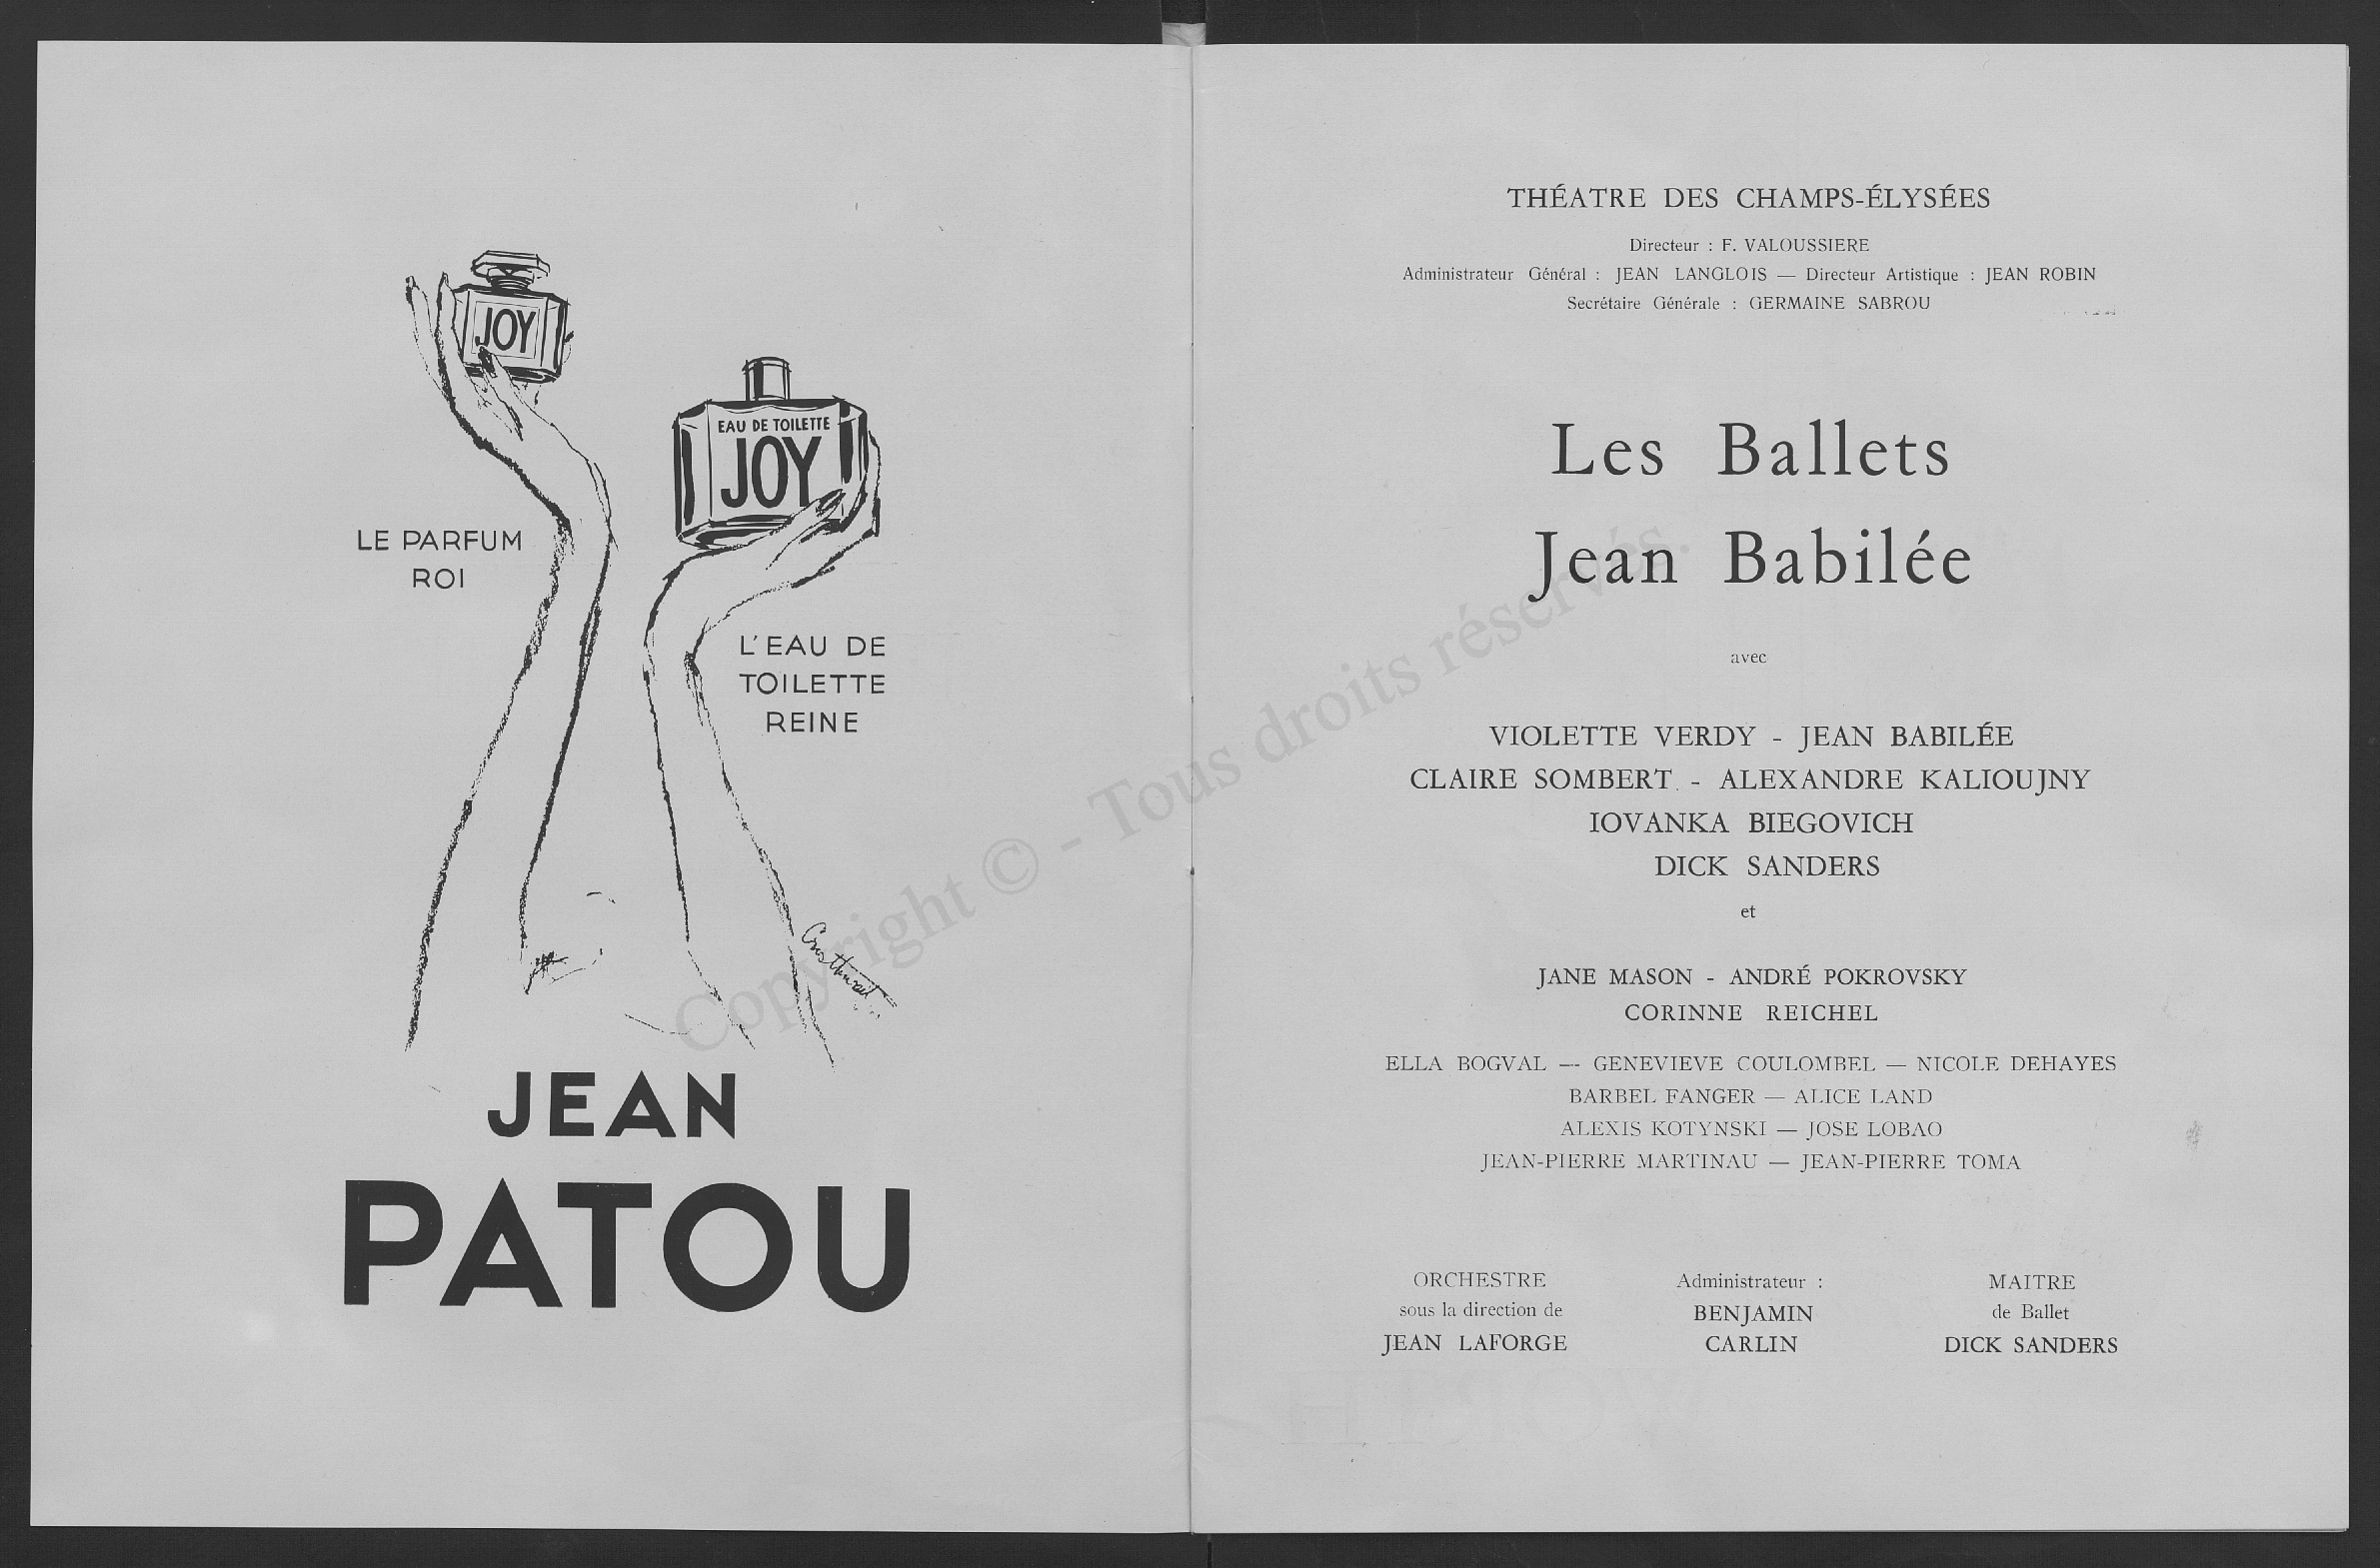 JOY
EAU DE TOILETTE
JOY
LE PARFUM
ROI
L'EAU DE
TOILETTE
REINE
JEAN
PATOU
THÉATRE DES CHAMPS-ÉLYSÉES
Directeur : F. VALOUSSIERE
Administrateur Général : JEAN LANGLOIS — Directeur Artistique : JEAN ROBIN
Secrétaire Générale : GERMAINE SABROU
Les Ballets
Jean Babilée
avec
VIOLETTE VERDY - JEAN BABILÉE
CLAIRE SOMBERT - ALEXANDRE KALIOUJNY
IOVANKA BIEGOVICH
DICK SANDERS
et
JANE MASON - ANDRÉ POKROVSKY
CORINNE REICHEL
ELLA BOGVAL — GENEVIEVE COULOMBEL — NICOLE DEHAYES
BARBEL FANGER — ALICE LAND
ALEXIS KOTYNSKI — JOSE LOBAO
JEAN-PIERRE MARTINAU — JEAN-PIERRE TOMA
ORCHESTRE
sous la direction de
JEAN LAFORGE
Administrateur :
BENJAMIN
CARLIN
MAITRE
de Ballet
DICK SANDERS
Copyright © - Tous droits réservés.